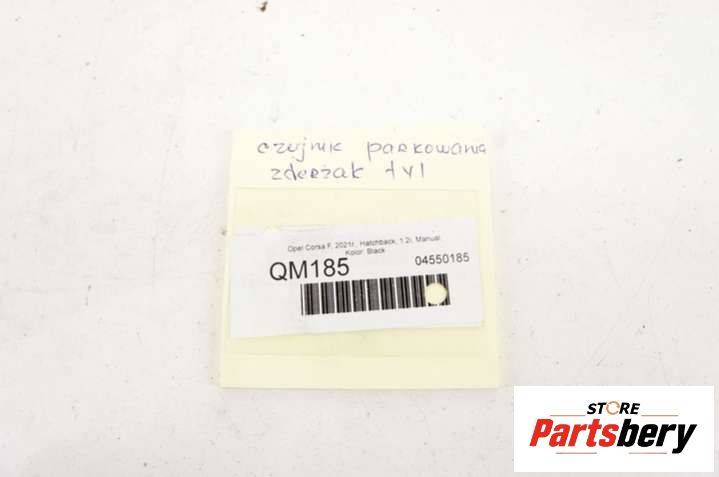 czujnik parkowania
zderzak tył
Opel Corsa F, 2021r., Hatchback, 1.2i, Manual,
Kolor: Black
QM185
04550185
STORE
Partsbery